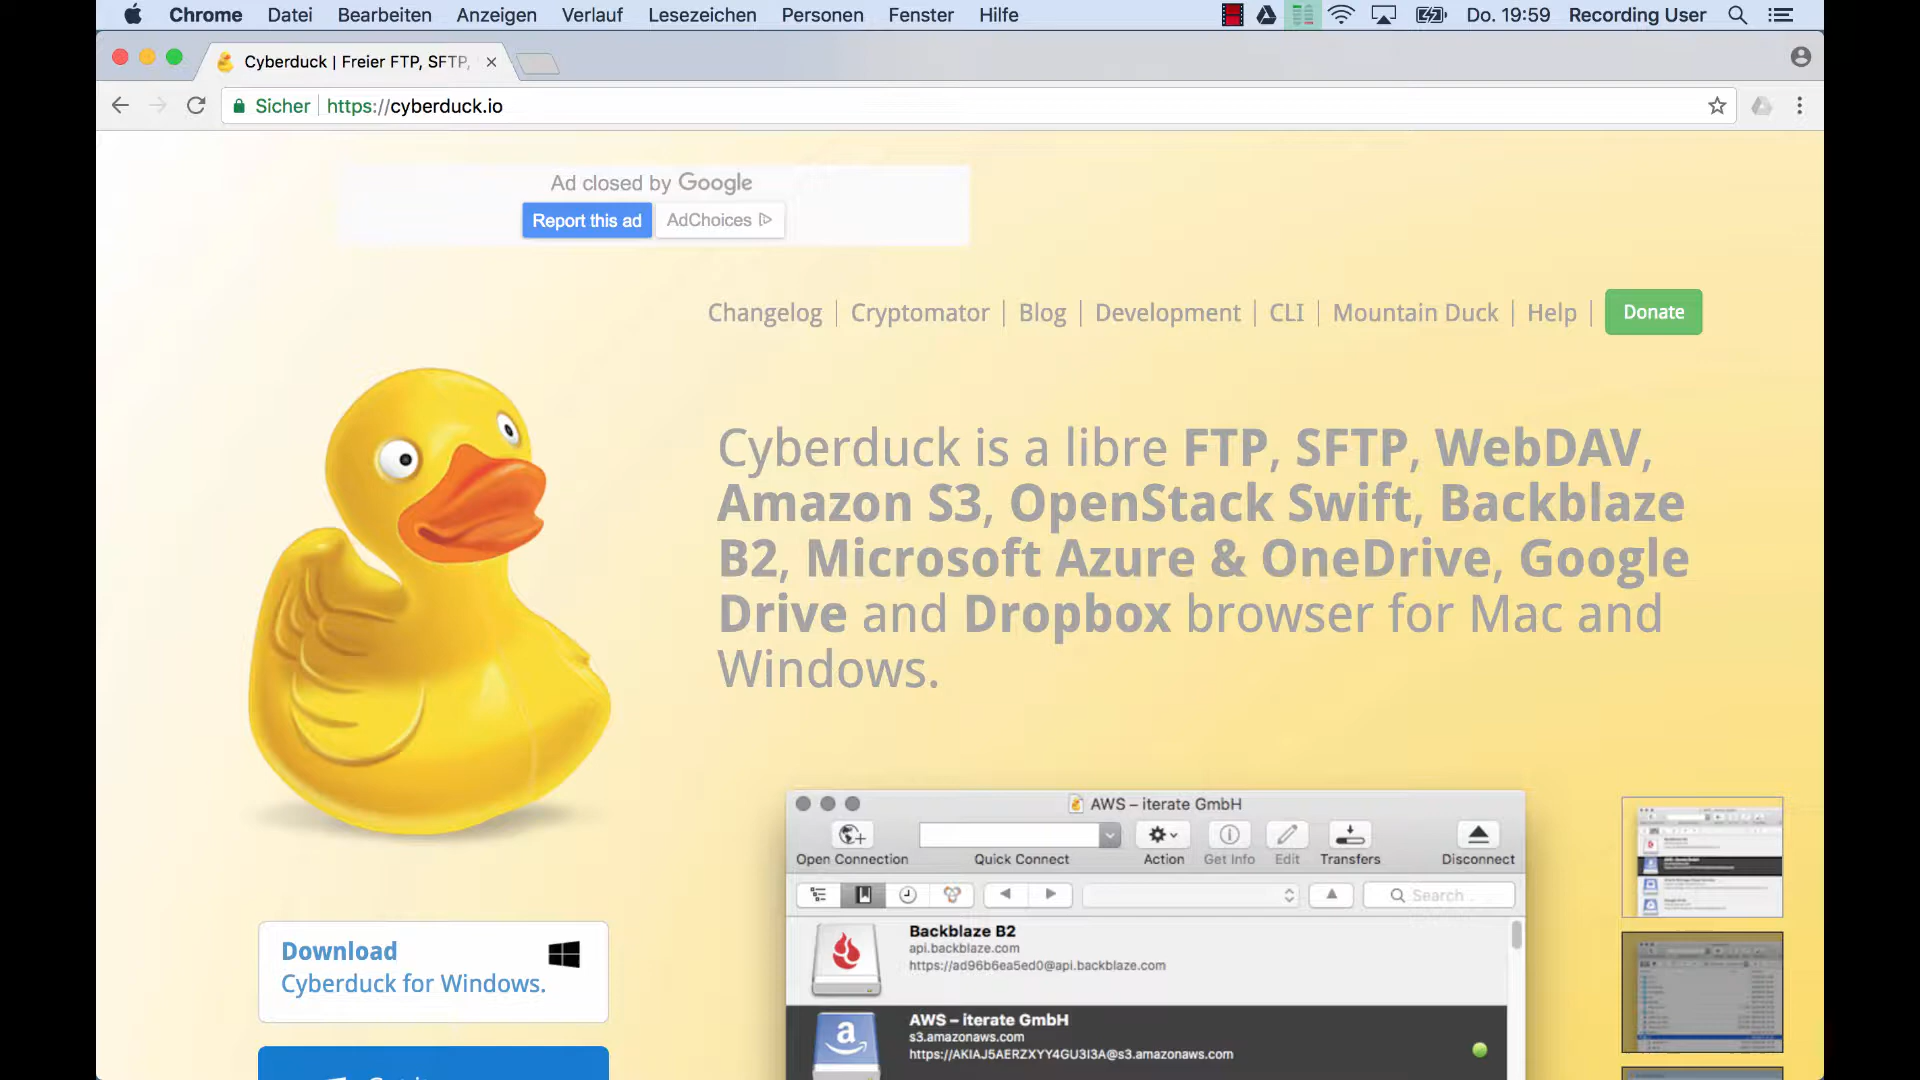 Chrome Datei Bearbeiten Anzeigen Verlauf Lesezeichen Personen Fenster Hilfe Do. 19:59 Recording User
Cyberduck | Freier FTP, SFTP,
Sicher https://cyberduck.io
Ad closed by Google
Report this ad AdChoices
Changelog Cryptomator Blog Development CLI Mountain Duck Help Donate
Cyberduck is a libre FTP, SFTP, WebDAV,
Amazon S3, OpenStack Swift, Backblaze
B2, Microsoft Azure & OneDrive, Google
Drive and Dropbox browser for Mac and
Windows.
AWS – iterate GmbH
Open Connection Quick Connect Action Get Info Edit Transfers Disconnect
Search
Backblaze B2
api.backblaze.com
https://ad96b6ea5ed0@api.backblaze.com
AWS – iterate GmbH
s3.amazonaws.com
https://AKIAJ5AERZXYY4GU3I3A@s3.amazonaws.com
Download
Cyberduck for Windows.